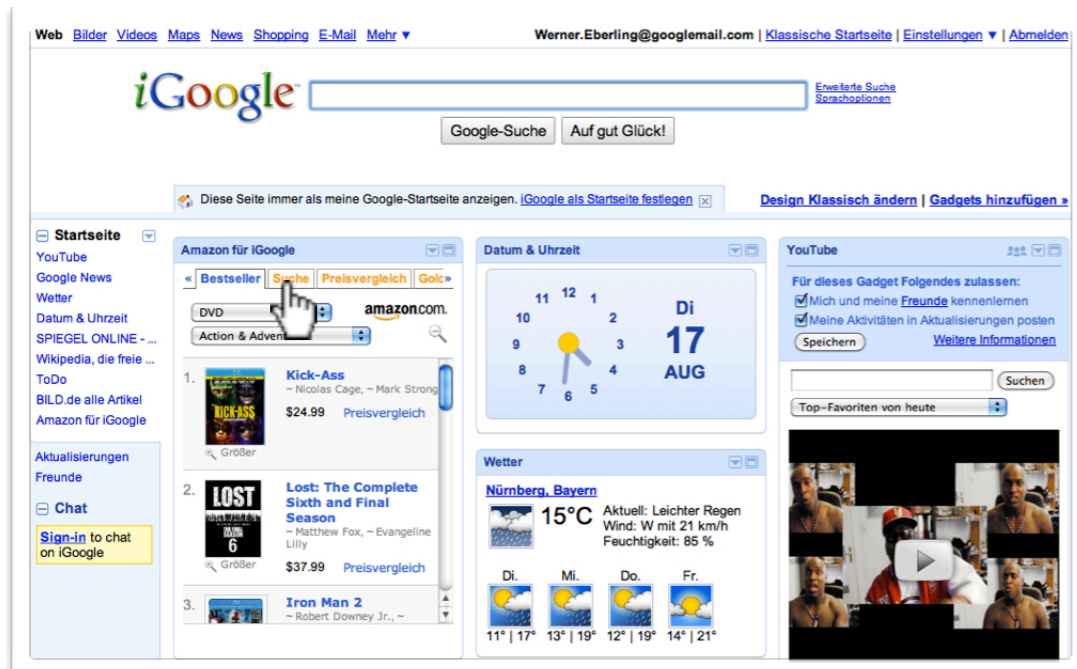 Web Bilder Videos Maps News Shopping E-Mail Mehr ▼
Werner.Eberling@googlemail.com | Klassische Startseite | Einstellungen ▼ | Abmelden
iGoogle™
Erweiterte Suche
Sprachoptionen
Google-Suche
Auf gut Glück!
Diese Seite immer als meine Google-Startseite anzeigen. iGoogle als Startseite festlegen
Design Klassisch ändern | Gadgets hinzufügen »
Startseite
YouTube
Google News
Wetter
Datum & Uhrzeit
SPIEGEL ONLINE - ...
Wikipedia, die freie ...
ToDo
BILD.de alle Artikel
Amazon für iGoogle
Aktualisierungen
Freunde
Chat
Sign-in to chat
on iGoogle
Amazon für iGoogle
« Bestseller Suche Preisvergleich Golc »
DVD
amazon.com.
Action & Adven
1.
KICK-ASS
Kick-Ass
~ Nicolas Cage, ~ Mark Strong
$24.99 Preisvergleich
Größer
2.
LOST
6
Lost: The Complete
Sixth and Final
Season
~ Matthew Fox, ~ Evangeline
Lilly
$37.99 Preisvergleich
Größer
3.
Iron Man 2
~ Robert Downey Jr., ~
Datum & Uhrzeit
11 12 1
10 2
9 3
8 4
7 6 5
Di
17
AUG
Wetter
Nürnberg, Bayern
15°C
Aktuell: Leichter Regen
Wind: W mit 21 km/h
Feuchtigkeit: 85 %
Di. Mi. Do. Fr.
11° | 17° 13° | 19° 12° | 19° 14° | 21°
YouTube
Für dieses Gadget Folgendes zulassen:
Mich und meine Freunde kennenlernen
Meine Aktivitäten in Aktualisierungen posten
Speichern
Weitere Informationen
Suchen
Top-Favoriten von heute